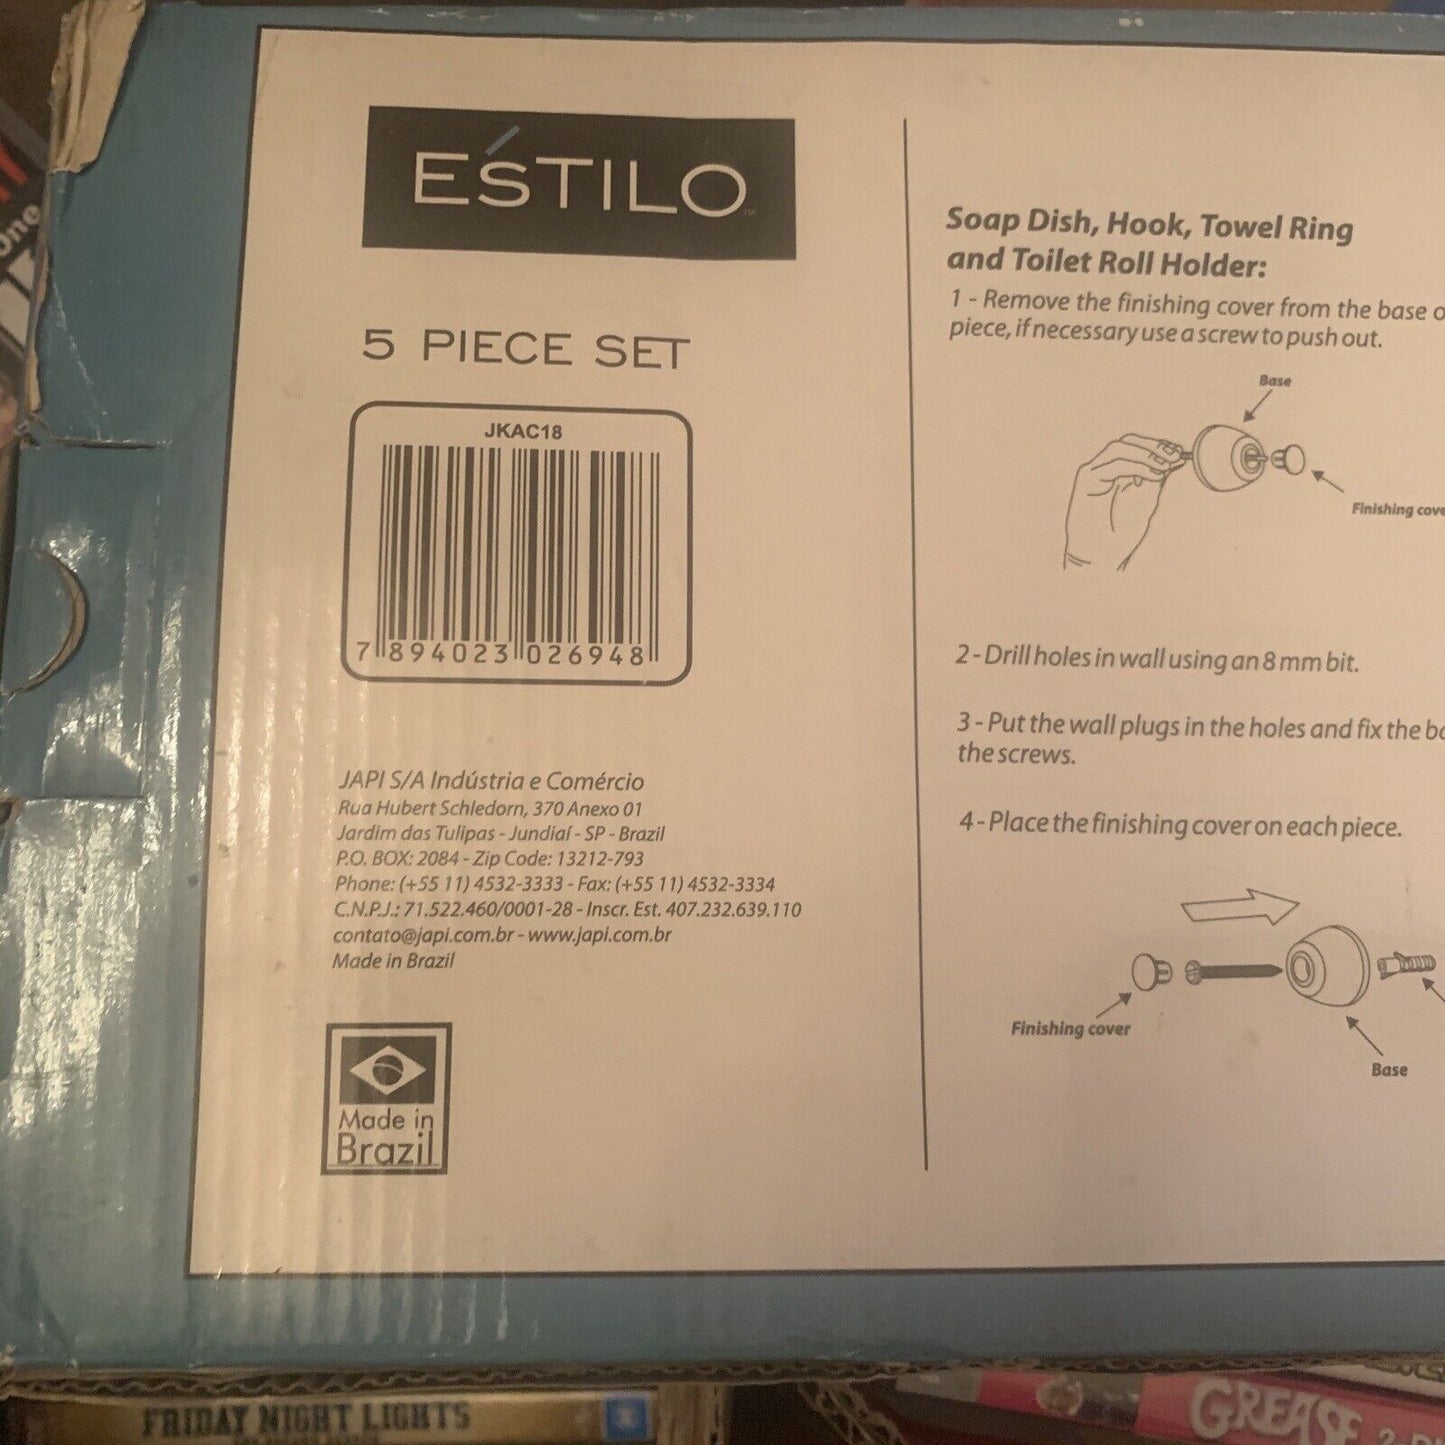 One
ESTILO
TM
5 PIECE SET
JKAC18
7 894023 026948
JAPI S/A Indústria e Comércio
Rua Hubert Schledorn, 370 Anexo 01
Jardim das Tulipas - Jundiaí - SP - Brazil
P.O. BOX: 2084 - Zip Code: 13212-793
Phone: (+55 11) 4532-3333 - Fax: (+55 11) 4532-3334
C.N.P.J.: 71.522.460/0001-28 - Inscr. Est. 407.232.639.110
contato@japi.com.br - www.japi.com.br
Made in Brazil
Made in
Brazil
Soap Dish, Hook, Towel Ring
and Toilet Roll Holder:
1 - Remove the finishing cover from the base
piece, if necessary use a screw to push out.
Base
Finishing
2 - Drill holes in wall using an 8 mm bit.
3 - Put the wall plugs in the holes and fix the
the screws.
4 - Place the finishing cover on each piece.
Finishing cover
Base
FRIDAY NIGHT LIGHTS
GREASE